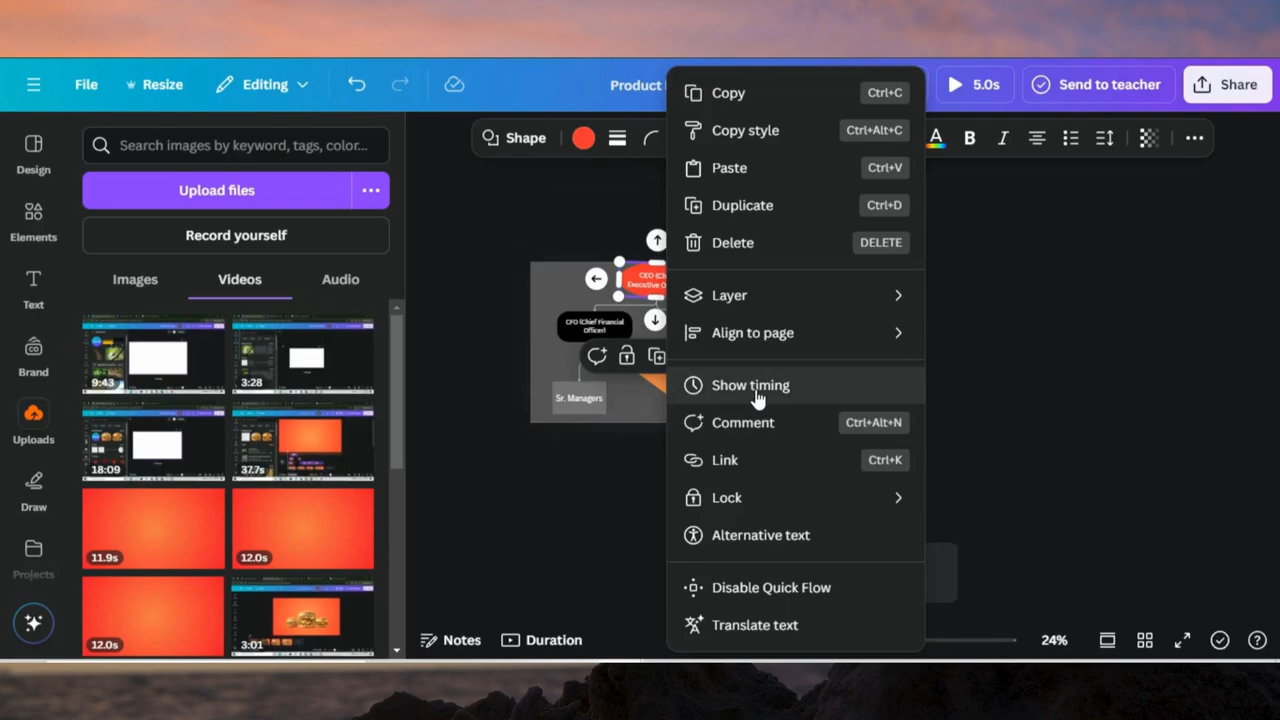 File
Resize
Editing
Product
5.0s
Send to teacher
Share
Design
Elements
Text
Brand
Uploads
Draw
Projects
Search images by keyword, tags, color...
Upload files
Record yourself
Images
Videos
Audio
9:43
3:28
18:09
37.7s
11.9s
12.0s
12.0s
3:01
Shape
CFO (Chief Financial
Officer)
Sr. Managers
Copy
Ctrl+C
Copy style
Ctrl+Alt+C
Paste
Ctrl+V
Duplicate
Ctrl+D
Delete
DELETE
Layer
Align to page
Show timing
Comment
Ctrl+Alt+N
Link
Ctrl+K
Lock
Alternative text
Disable Quick Flow
Translate text
Notes
Duration
24%